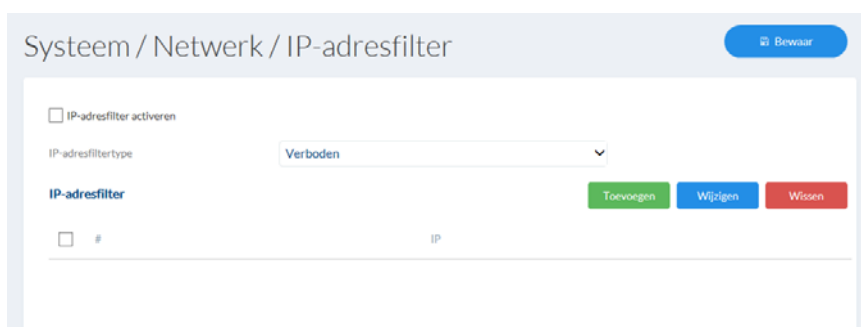 Systeem / Netwerk / IP-adresfilter
Bewaar
IP-adresfilter activeren
IP-adresfiltertype Verboden
IP-adresfilter Toevoegen Wijzigen Wissen
# IP